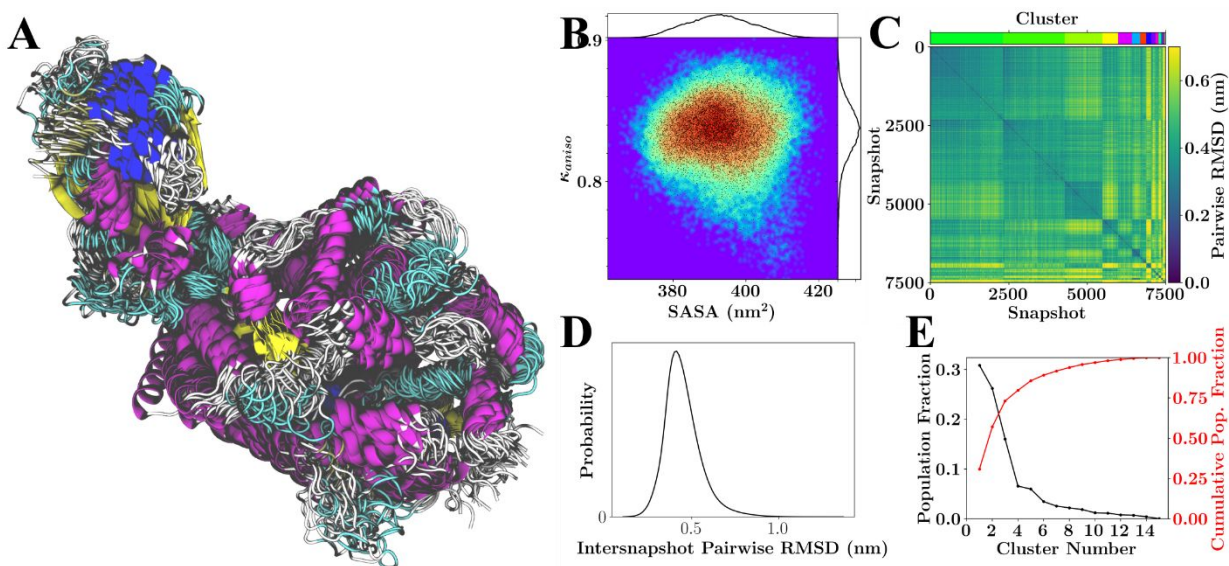 A
B
0.9
0.8
κaniso
380 400 420
SASA (nm²)
C
Cluster
0
2500
5000
7500
Snapshot
0 2500 5000 7500
Snapshot
0.6
0.4
0.2
0.0
Pairwise RMSD (nm)
D
Probability
0
0.5 1.0
Intersnapshot Pairwise RMSD (nm)
E
0.3
0.2
0.1
0.0
Population Fraction
0 2 4 6 8 10 12 14
Cluster Number
1.00
0.75
0.50
0.25
0.00
Cumulative Pop. Fraction